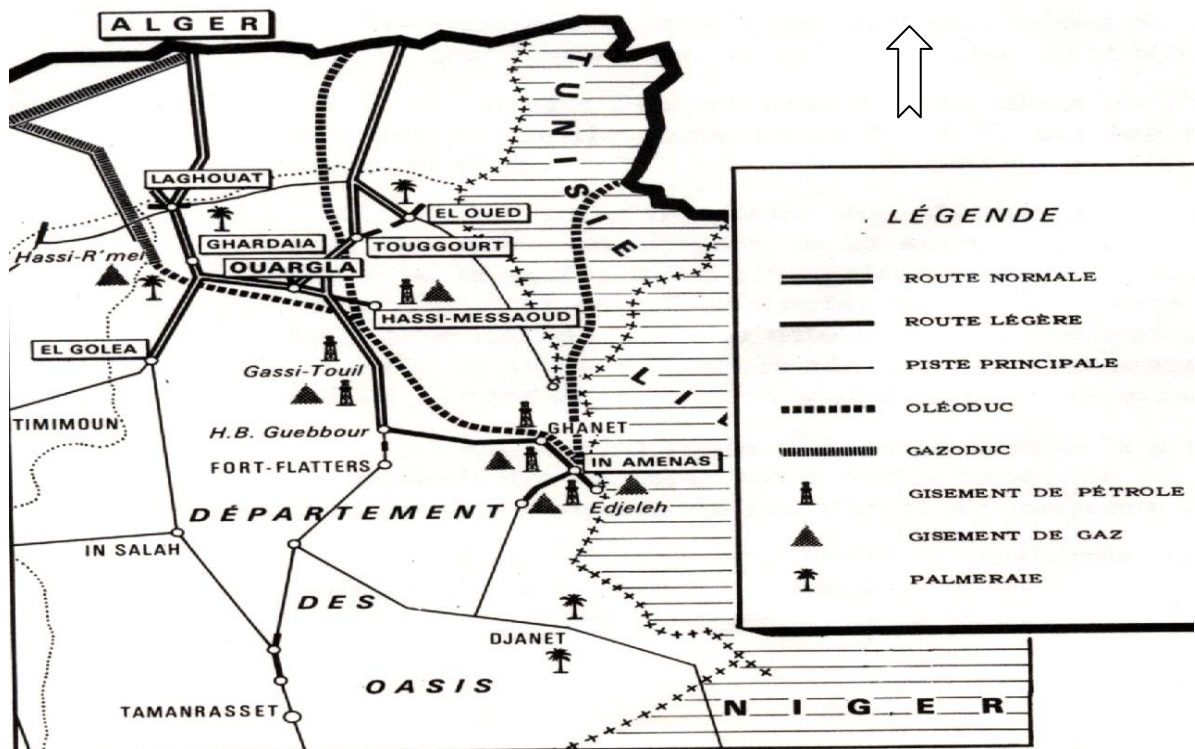 ALGER
TUNISIE
LAGHOUAT
EL OUED
GHARDAIA
TOUGGOURT
Hassi-R'mel
OUARGLA
HASSI-MESSAOUD
EL GOLEA
Gassi-Touil
TIMIMOUN
H.B. Guebbour
GHANET
FORT-FLATTERS
IN AMENAS
Edjeleh
DÉPARTEMENT
IN SALAH
DES
DJANET
OASIS
TAMANRASSET
NIGER
LÉGENDE
ROUTE NORMALE
ROUTE LÉGÈRE
PISTE PRINCIPALE
OLÉODUC
GAZODUC
GISEMENT DE PÉTROLE
GISEMENT DE GAZ
PALMERAIE